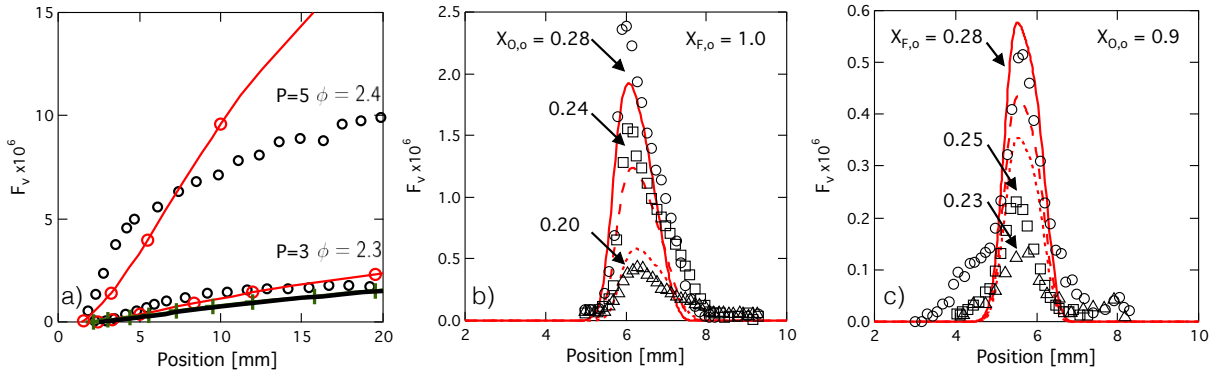 15
10
5
0
F_v x10^6
P=5 ϕ = 2.4
P=3 ϕ = 2.3
a)
5 10 15 20
Position [mm]
2.5
2.0
1.5
1.0
0.5
0.0
F_v x10^6
X_O,o = 0.28 X_F,o = 1.0
0.24
0.20
b)
4 6 8 10
Position [mm]
0.6
0.5
0.4
0.3
0.2
0.1
0.0
F_v x10^6
X_F,o = 0.28 X_O,o = 0.9
0.25
0.23
c)
2 4 6 8 10
Position [mm]